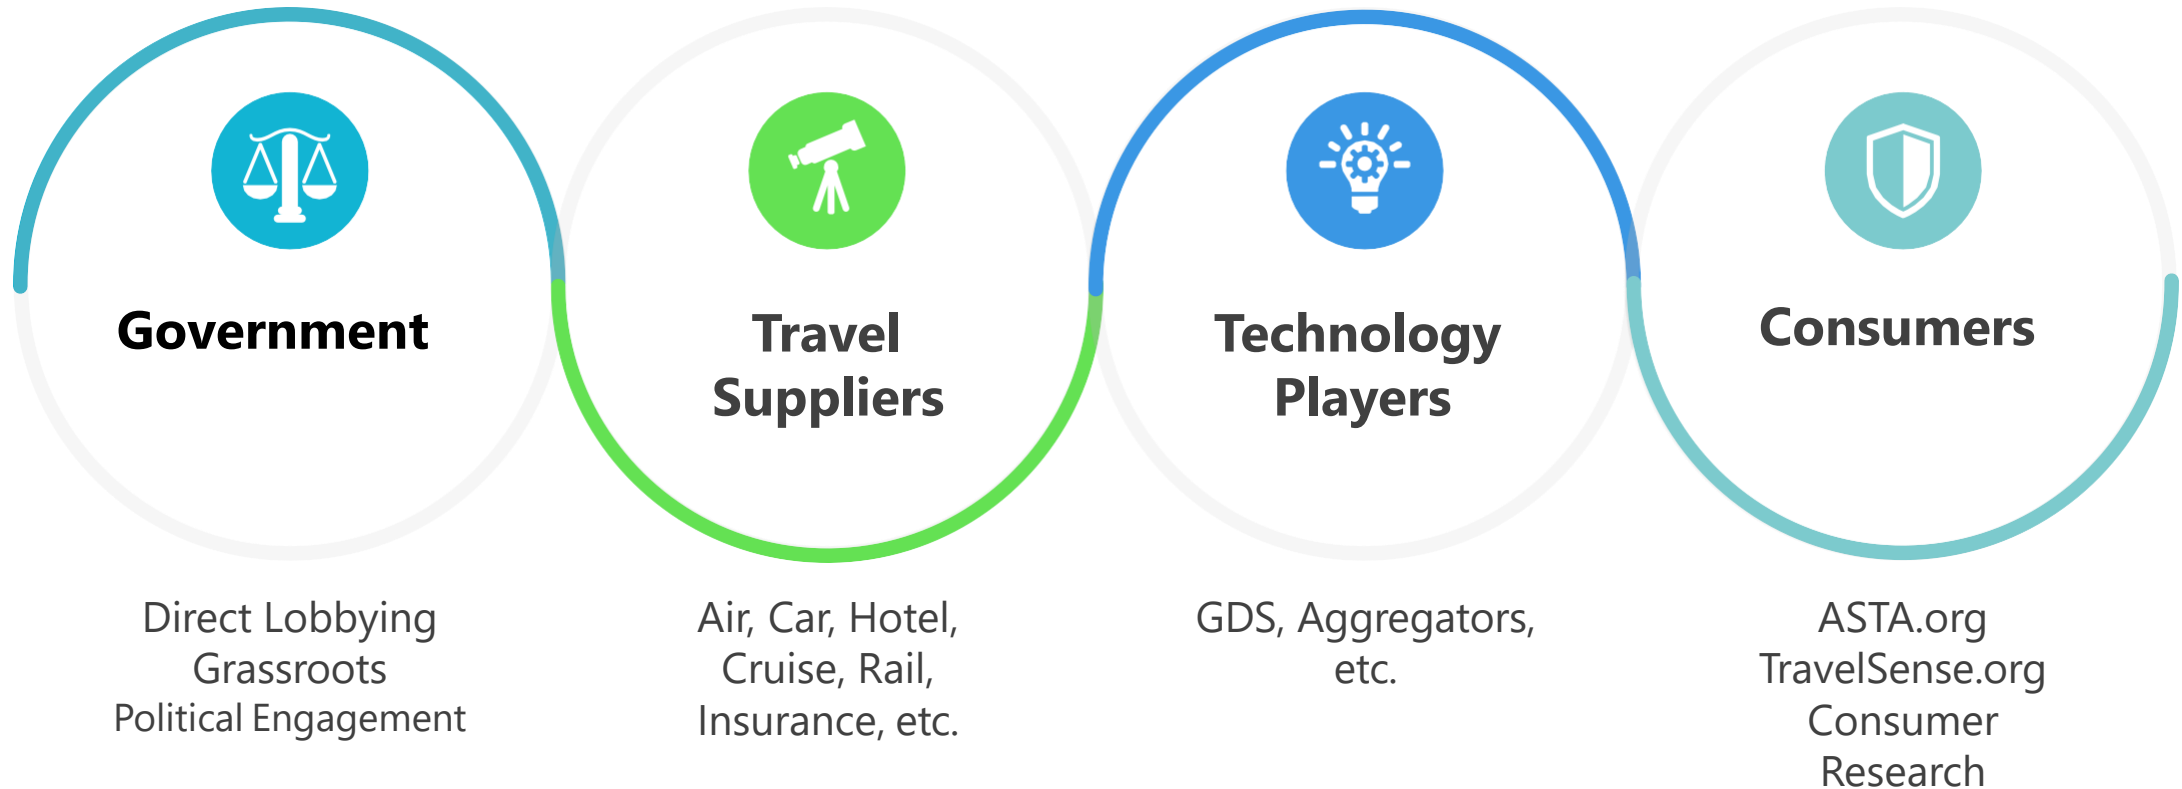 Government
Travel
Suppliers
Technology
Players
Consumers
Direct Lobbying
Grassroots
Political Engagement
Air, Car, Hotel,
Cruise, Rail,
Insurance, etc.
GDS, Aggregators,
etc.
ASTA.org
TravelSense.org
Consumer
Research